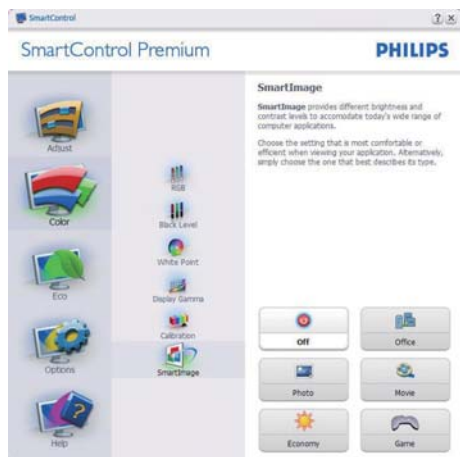 SmartControl
SmartControl Premium
PHILIPS
Adjust
Color
Eco
Options
Help
RGB
Black Level
White Point
Display Gamma
Calibration
SmartImage
SmartImage
SmartImage provides different brightness and
contrast levels to accomodate today's wide range of
computer applications.
Choose the setting that is most comfortable or
efficient when viewing your application. Alternatively,
simply choose the one that best describes its type.
Off
Office
Photo
Movie
Economy
Game